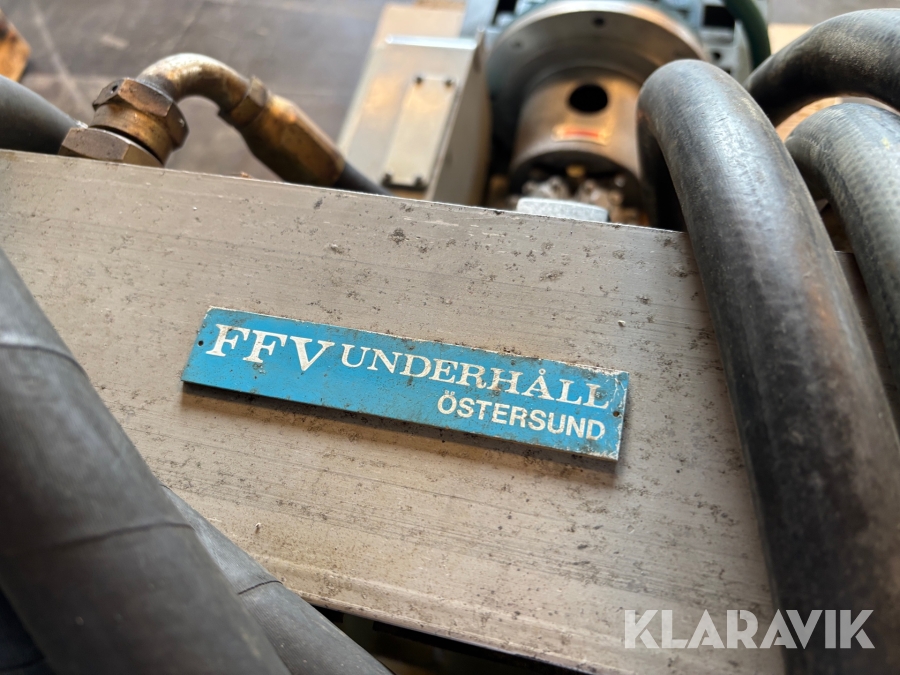 FFV UNDERHÅLL
ÖSTERSUND
KLARAVIK